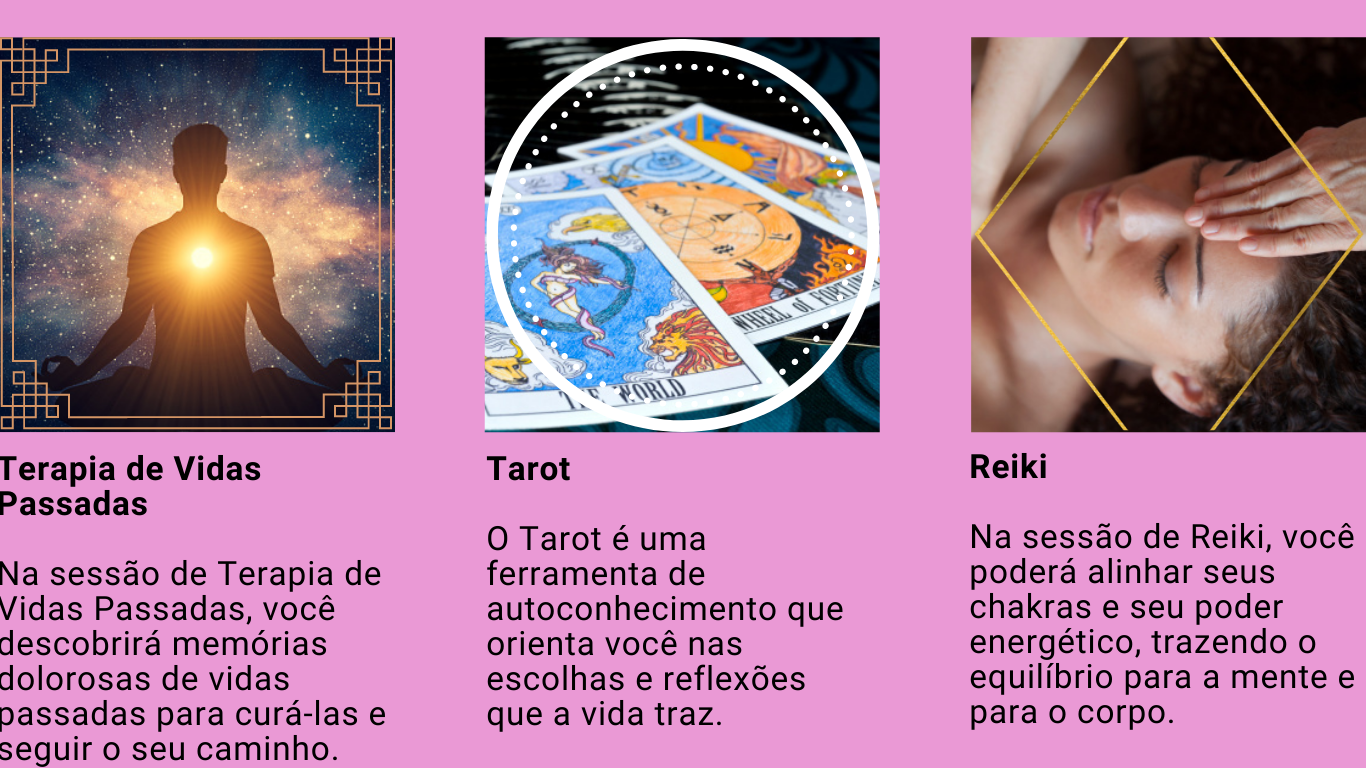 THE WORLD
WHEEL of FORTUNE
Terapia de Vidas
Passadas
Na sessão de Terapia de
Vidas Passadas, você
descobrirá memórias
dolorosas de vidas
passadas para curá-las e
seguir o seu caminho.
Tarot
O Tarot é uma
ferramenta de
autoconhecimento que
orienta você nas
escolhas e reflexões
que a vida traz.
Reiki
Na sessão de Reiki, você
poderá alinhar seus
chakras e seu poder
energético, trazendo o
equilíbrio para a mente e
para o corpo.